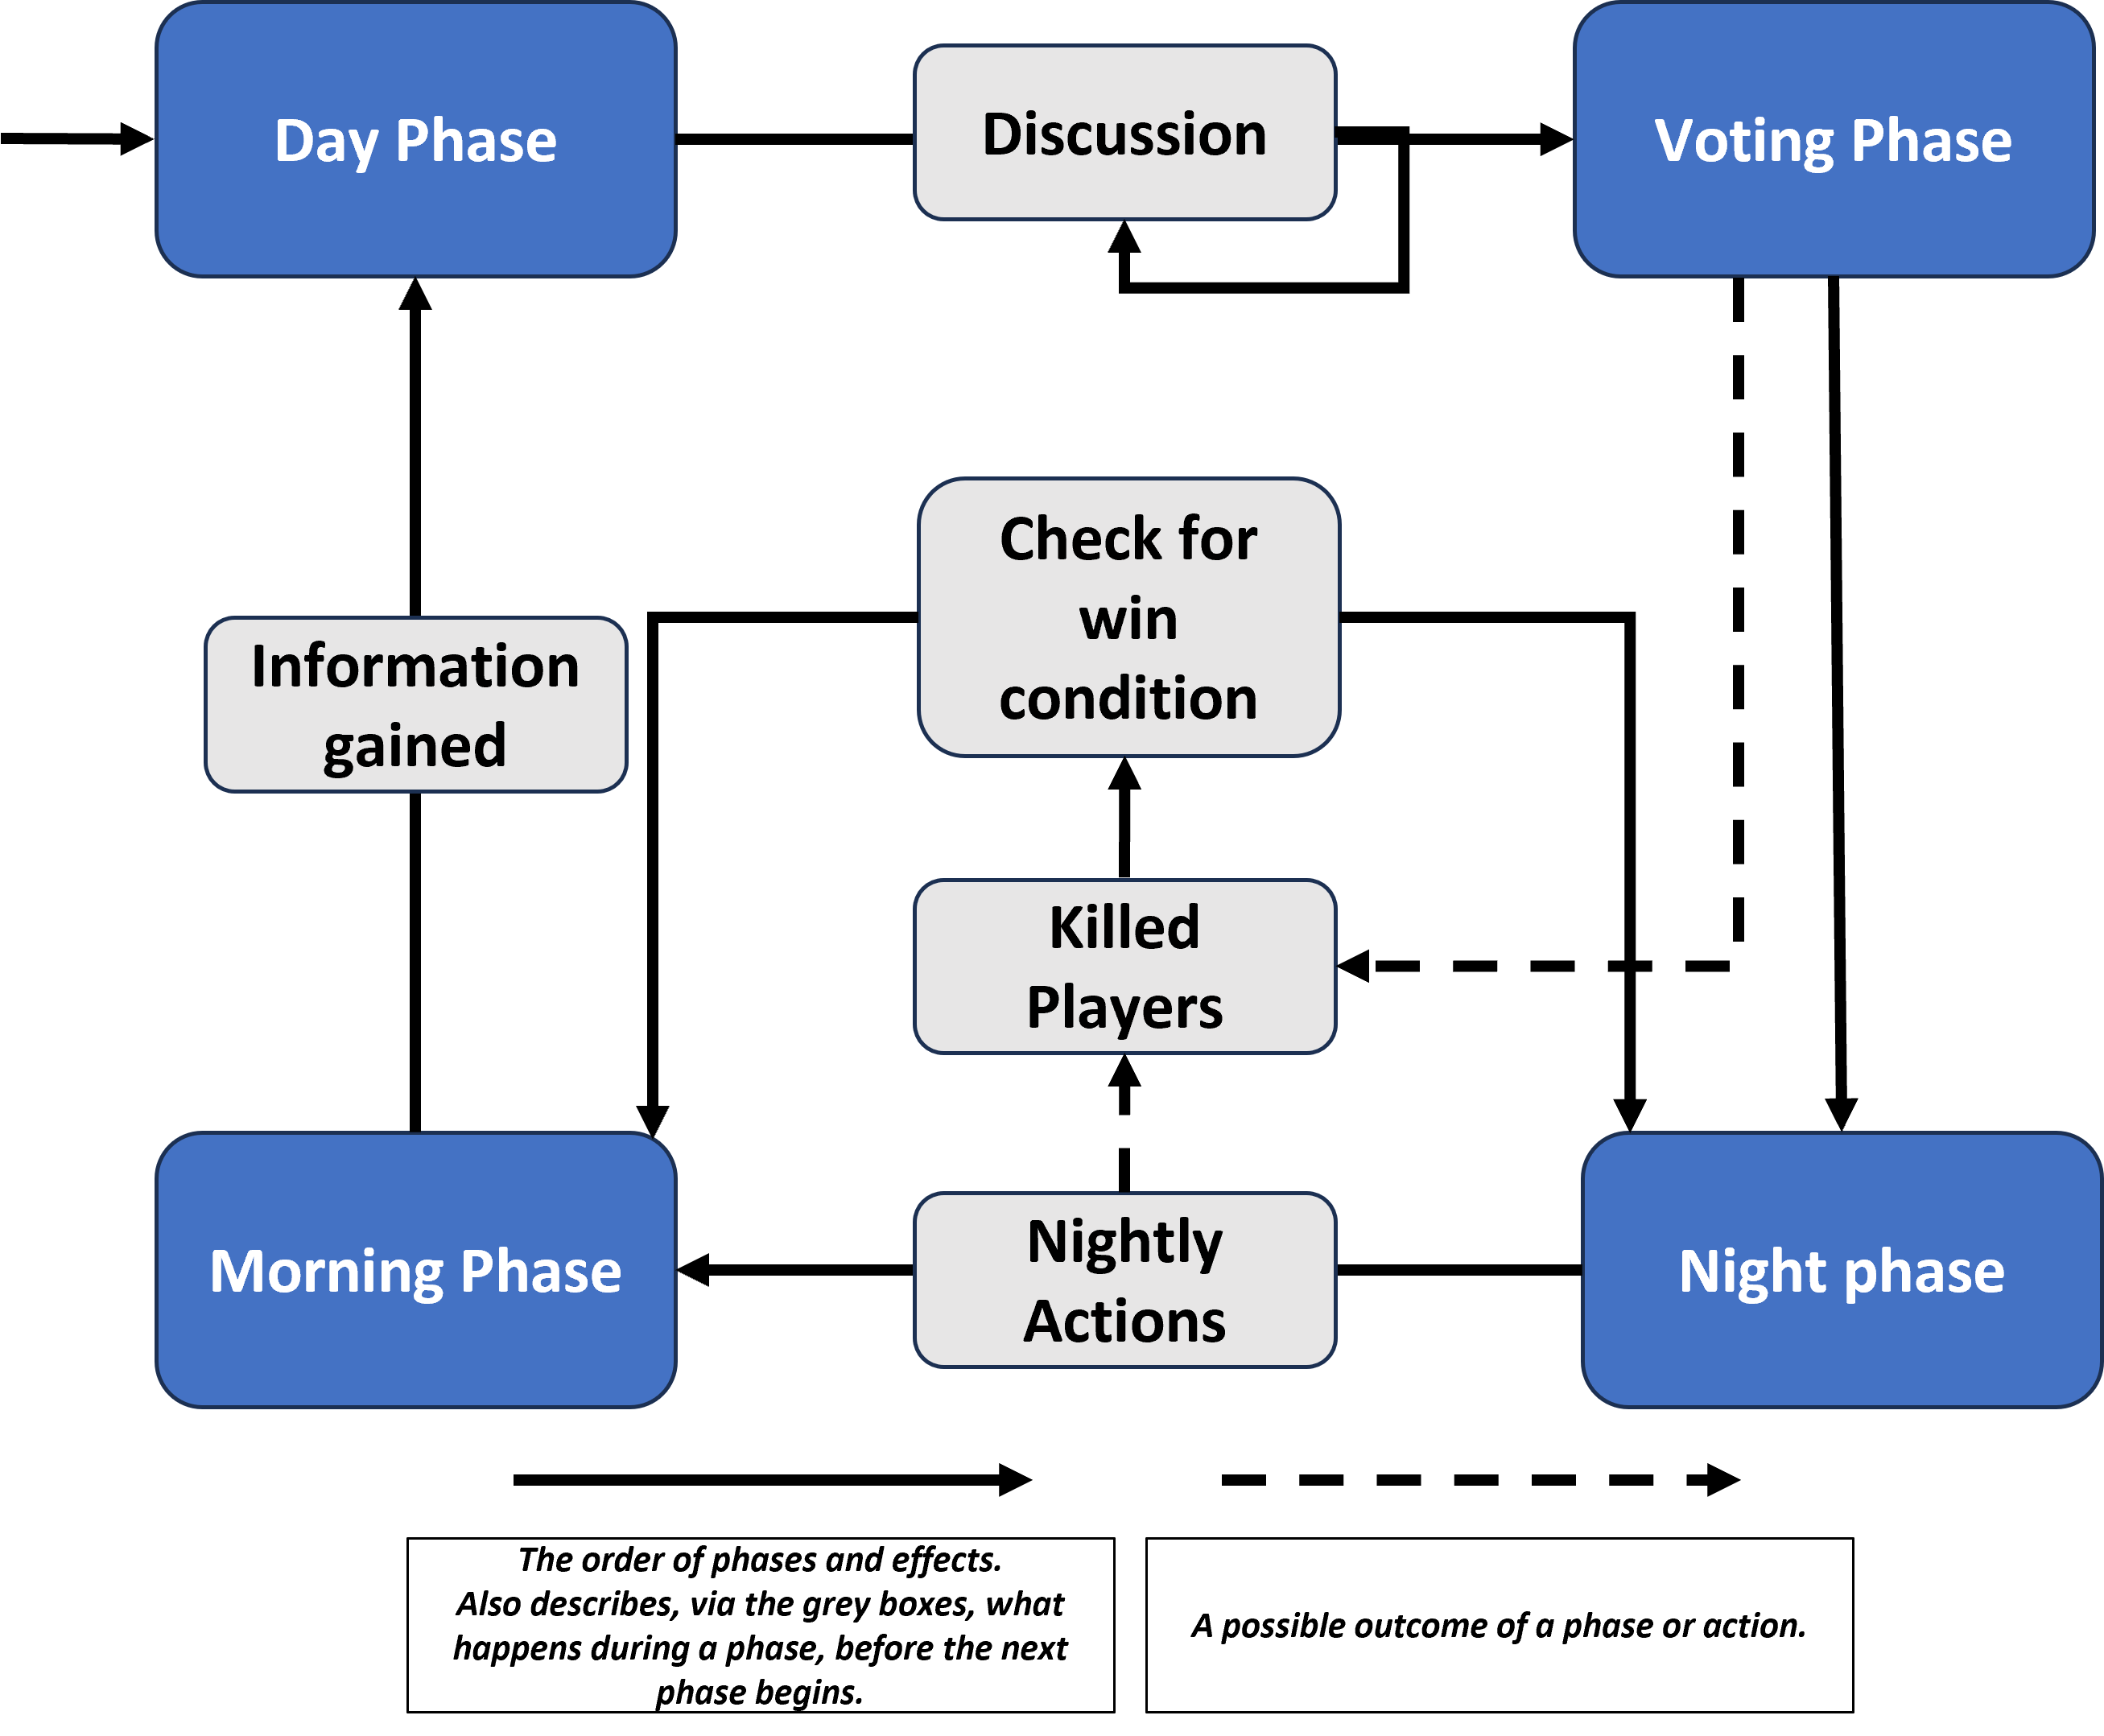 Day Phase
Discussion
Voting Phase
Check for
win
condition
Information
gained
Killed
Players
Morning Phase
Nightly
Actions
Night phase
The order of phases and effects.
Also describes, via the grey boxes, what
happens during a phase, before the next
phase begins.
A possible outcome of a phase or action.